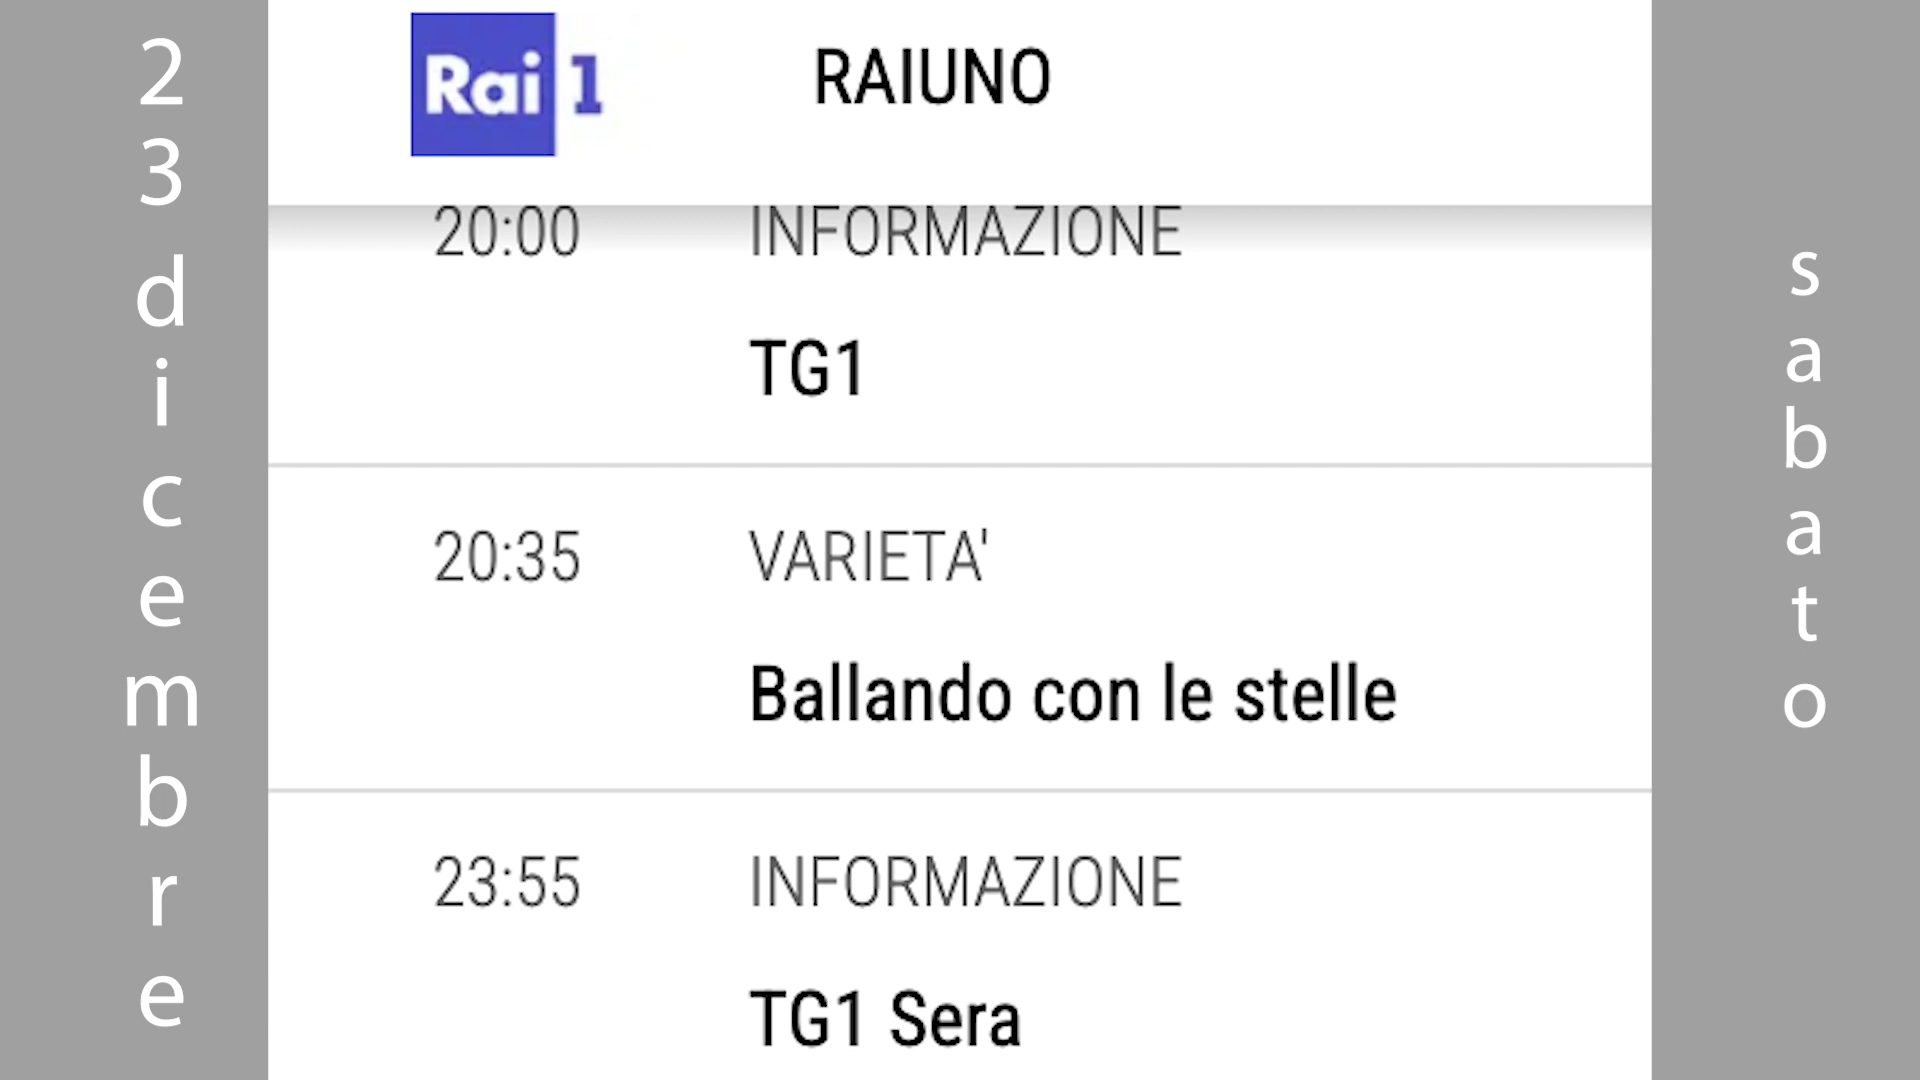 23 dicembre
Rai 1
RAIUNO
20:00 INFORMAZIONE
TG1
20:35 VARIETA'
Ballando con le stelle
23:55 INFORMAZIONE
TG1 Sera
sabato